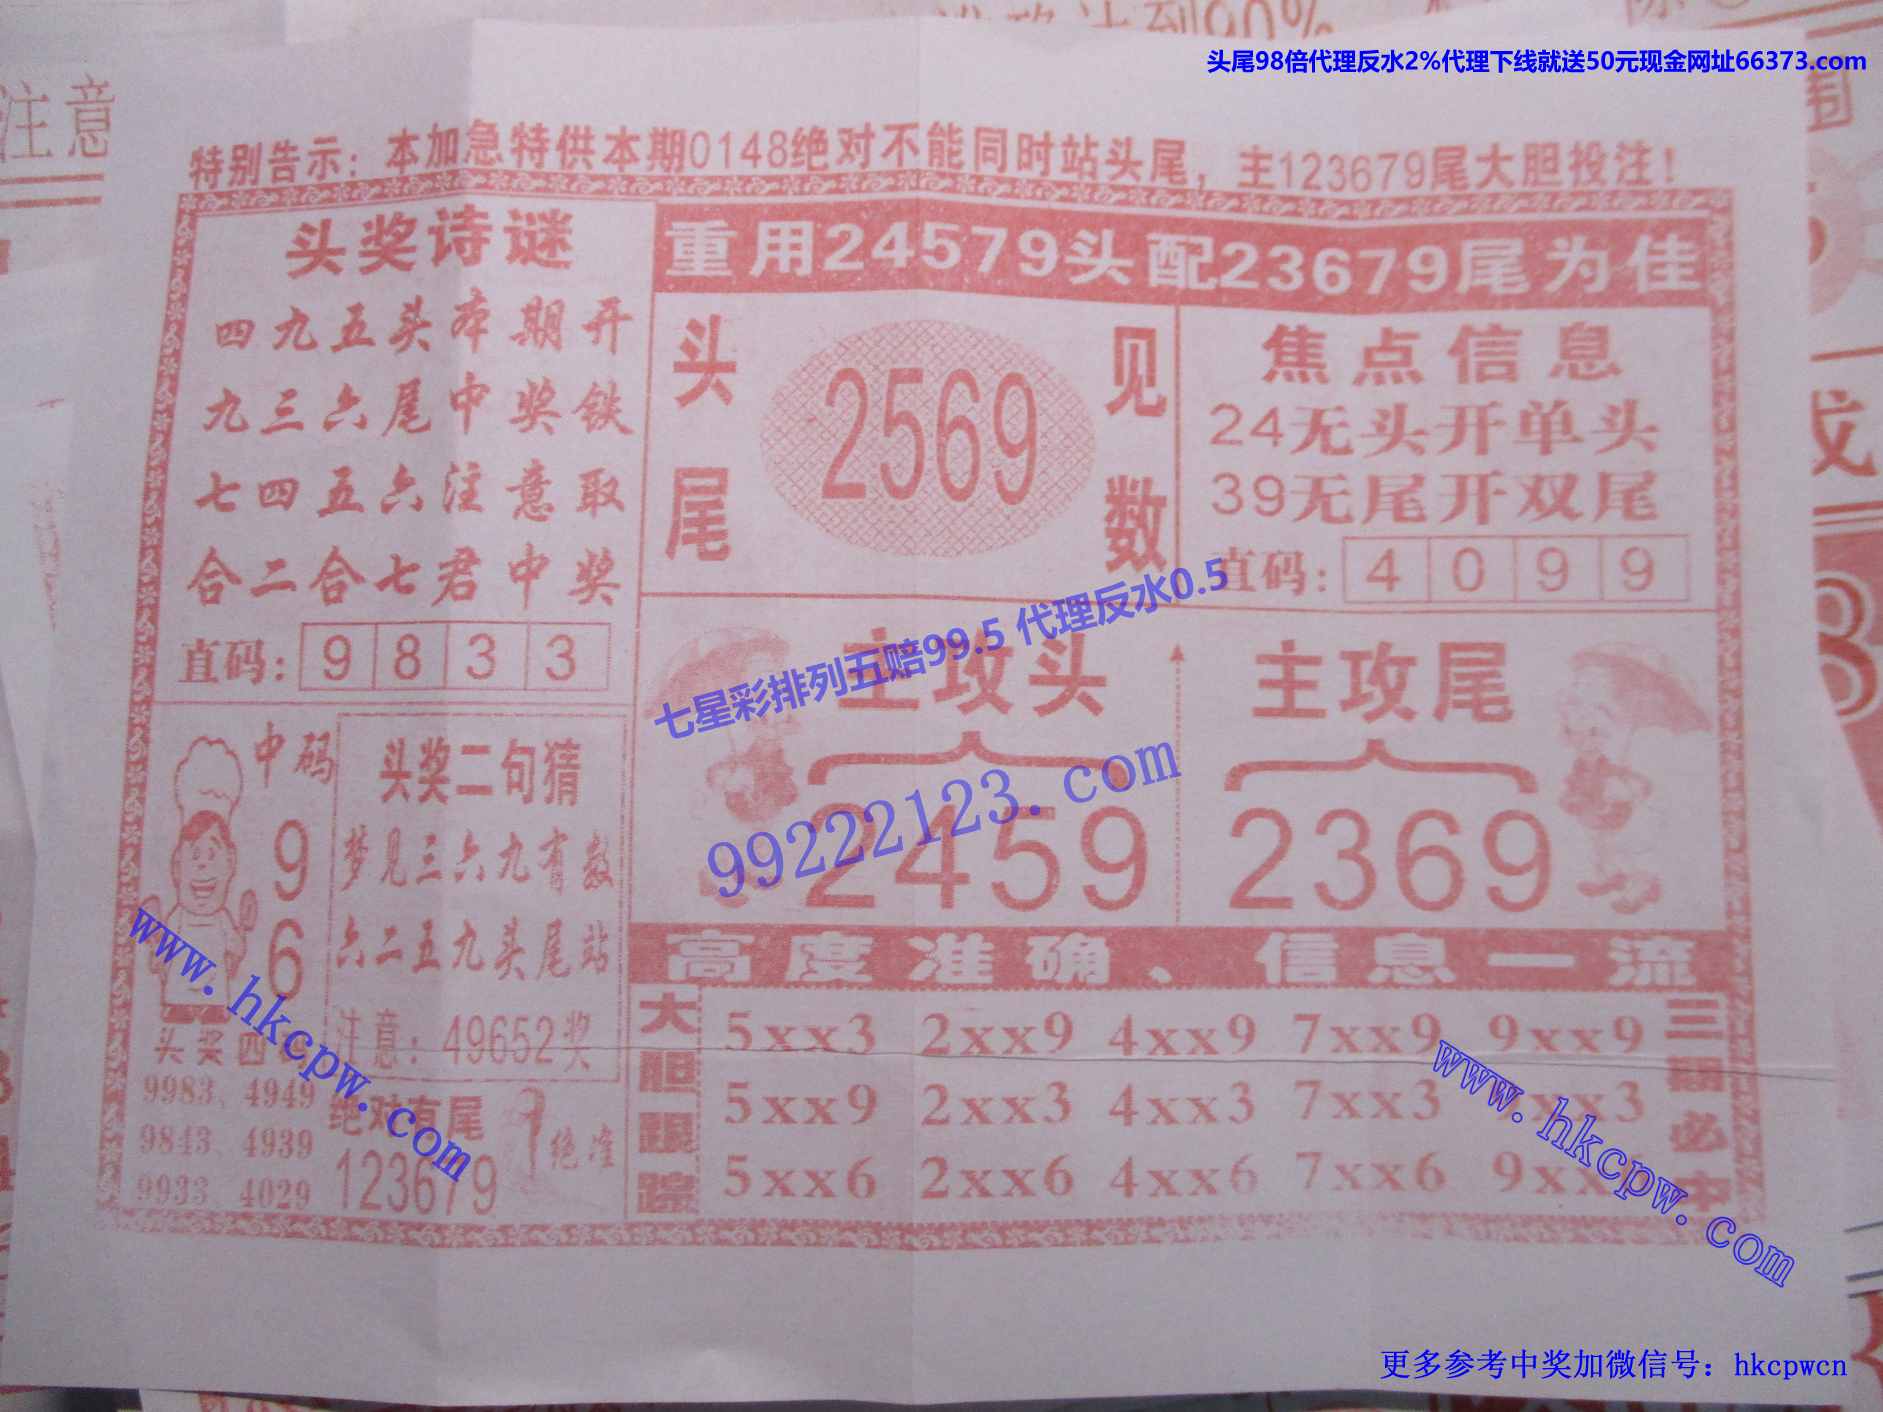 头尾98倍代理反水2%代理下线就送50元现金网址66373.com
注意
特别告示：本加急特供本期0148绝对不能同时站头尾，主123679尾大胆投注！
头奖诗谜
四九五头本期开
九三六尾中奖铁
七四五六注意取
合二合七君中奖
直码：9833
重用24579头配23679尾为佳
头尾
2569
见数
焦点信息
24无头开单头
39无尾开双尾
直码：4099
七星彩排列五赔99.5 代理反水0.5
99222123.com
主攻头
2459
主攻尾
2369
中码
9
6
头奖四
9983、4949
9843、4939
9933、4029
头奖二句猜
梦见三六九有数
六二五九头尾站
注意：49652奖
绝对有尾
123679
绝准
高度准确、信息一流
大胆跟踪
5xx3 2xx9 4xx9 7xx9 9xx9
5xx9 2xx3 4xx3 7xx3 xx3
5xx6 2xx6 4xx6 7xx6 9xx
三期必中
www.hkcpw.com
www.hkcpw.com
更多参考中奖加微信号：hkcpwcn